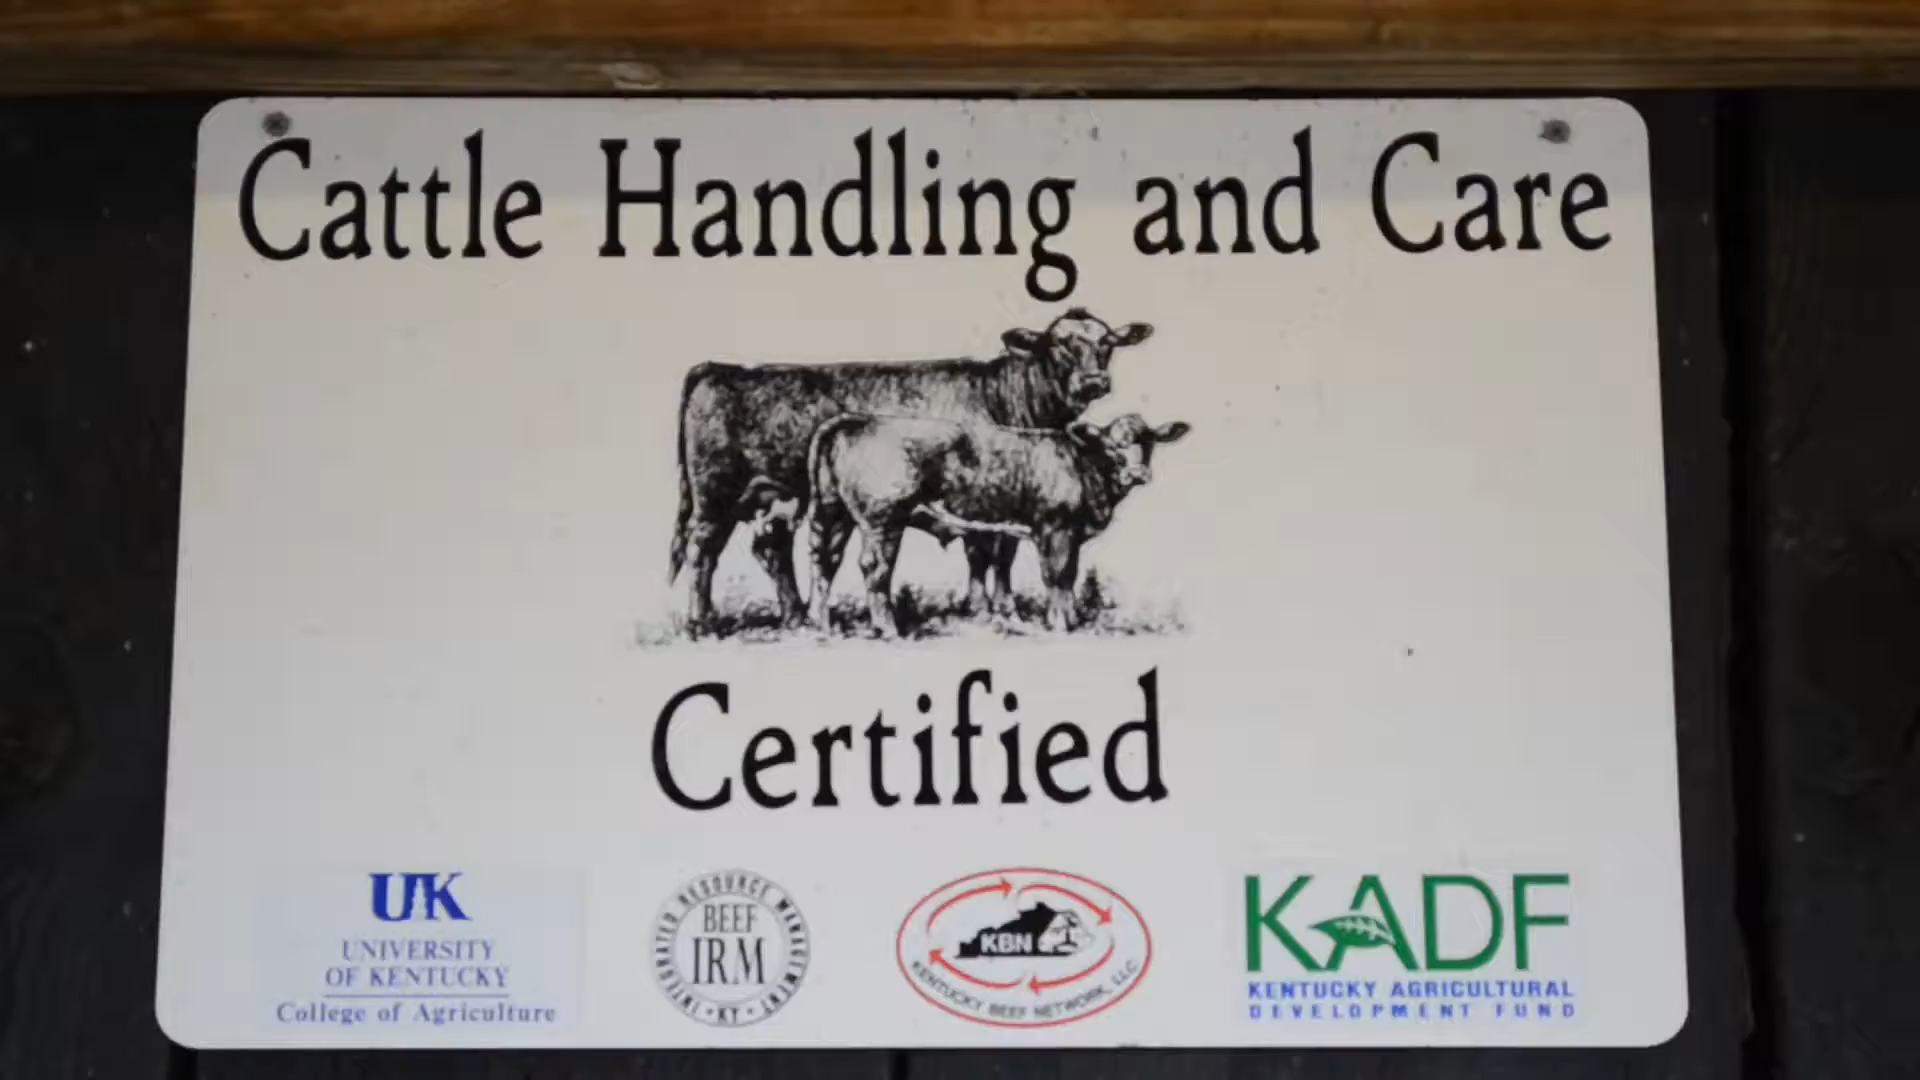 Cattle Handling and Care
Certified
UK
UNIVERSITY
OF KENTUCKY
College of Agriculture
INTEGRATED RESOURCE MANAGEMENT
BEEF
IRM
• KY •
KBN
KENTUCKY BEEF NETWORK, LLC
KADF
KENTUCKY AGRICULTURAL
DEVELOPMENT FUND